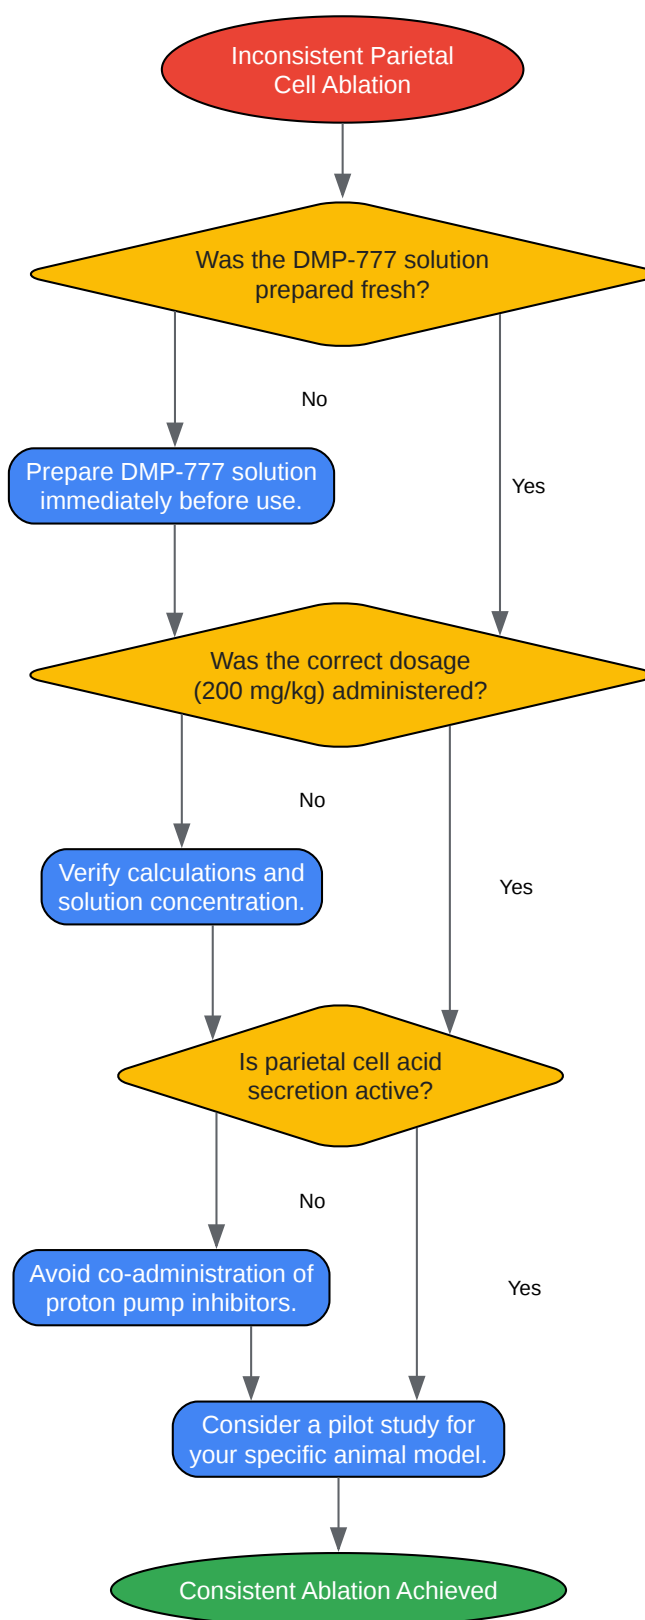 Inconsistent Parietal
Cell Ablation
Was the DMP-777 solution
prepared fresh?
No
Prepare DMP-777 solution
immediately before use.
Yes
Was the correct dosage
(200 mg/kg) administered?
No
Verify calculations and
solution concentration.
Yes
Is parietal cell acid
secretion active?
No
Avoid co-administration of
proton pump inhibitors.
Yes
Consider a pilot study for
your specific animal model.
Consistent Ablation Achieved